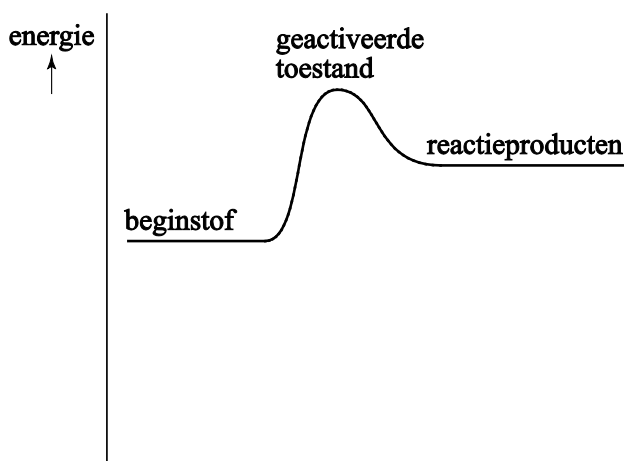 energie
geactiveerde
toestand
reactieproducten
beginstof